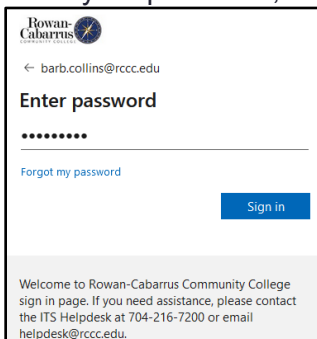 Rowan-
Cabarrus
COMMUNITY COLLEGE
← barb.collins@rccc.edu
Enter password
•••••••••
Forgot my password
Sign in
Welcome to Rowan-Cabarrus Community College
sign in page. If you need assistance, please contact
the ITS Helpdesk at 704-216-7200 or email
helpdesk@rccc.edu.